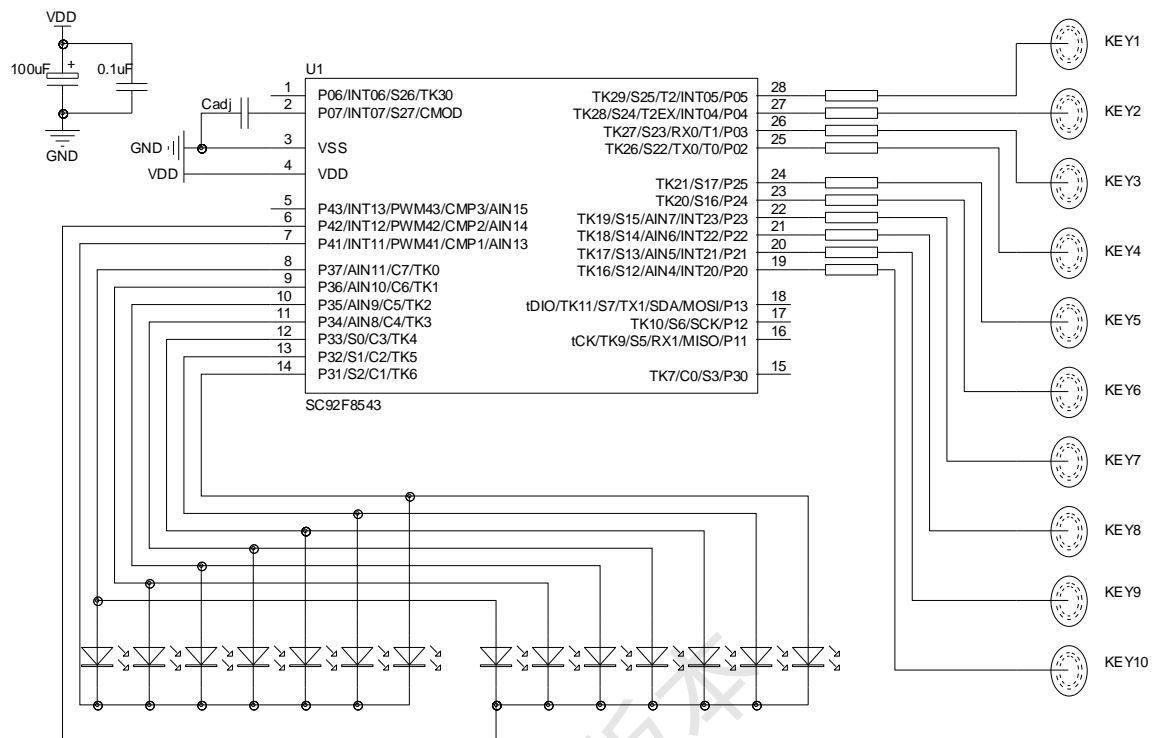 VDD
100uF
+
0.1uF
GND
U1
Cadj
GND
VDD
1 P06/INT06/S26/TK30
2 P07/INT07/S27/CMOD
3 VSS
4 VDD
5 P43/INT13/PWM43/CMP3/AIN15
6 P42/INT12/PWM42/CMP2/AIN14
7 P41/INT11/PWM41/CMP1/AIN13
8 P37/AIN11/C7/TK0
9 P36/AIN10/C6/TK1
10 P35/AIN9/C5/TK2
11 P34/AIN8/C4/TK3
12 P33/S0/C3/TK4
13 P32/S1/C2/TK5
14 P31/S2/C1/TK6
TK29/S25/T2/INT05/P05 28
TK28/S24/T2EX/INT04/P04 27
TK27/S23/RX0/T1/P03 26
TK26/S22/TX0/T0/P02 25
TK21/S17/P25 24
TK20/S16/P24 23
TK19/S15/AIN7/INT23/P23 22
TK18/S14/AIN6/INT22/P22 21
TK17/S13/AIN5/INT21/P21 20
TK16/S12/AIN4/INT20/P20 19
tDIO/TK11/S7/TX1/SDA/MOSI/P13 18
TK10/S6/SCK/P12 17
tCK/TK9/S5/RX1/MISO/P11 16
TK7/C0/S3/P30 15
SC92F8543
KEY1
KEY2
KEY3
KEY4
KEY5
KEY6
KEY7
KEY8
KEY9
KEY10
版本